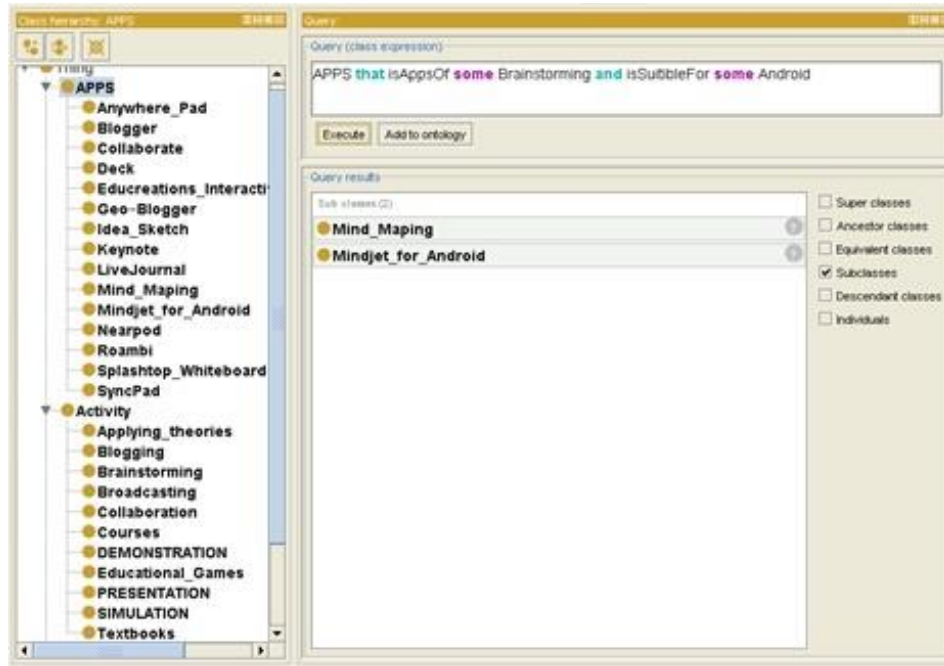 Class hierarchy: APPS
Thing
APPS
Anywhere_Pad
Blogger
Collaborate
Deck
Educreations_Interacti
Geo-Blogger
Idea_Sketch
Keynote
LiveJournal
Mind_Maping
Mindjet_for_Android
Nearpod
Roambi
Splashtop_Whiteboard
SyncPad
Activity
Applying_theories
Blogging
Brainstorming
Broadcasting
Collaboration
Courses
DEMONSTRATION
Educational_Games
PRESENTATION
SIMULATION
Textbooks
Query:
Query (class expression)
APPS that isAppsOf some Brainstorming and isSuitbleFor some Android
Execute Add to ontology
Query results
Sub classes (2)
Mind_Maping
Mindjet_for_Android
Super classes
Ancestor classes
Equivalent classes
Subclasses
Descendant classes
Individuals